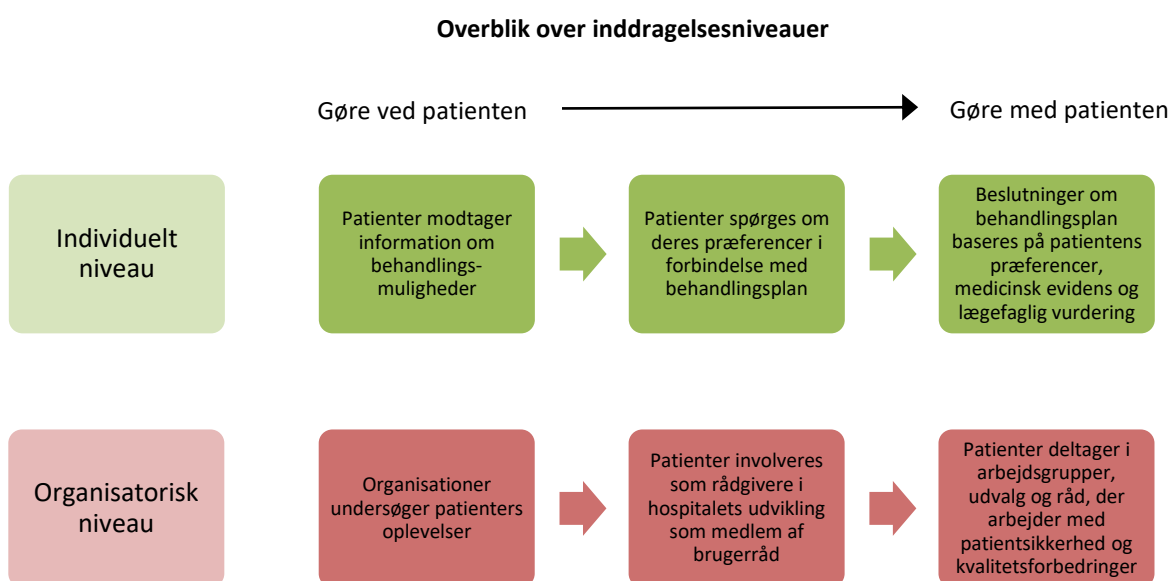 Overblik over inddragelsesniveauer
Gøre ved patienten
Gøre med patienten
Individuelt
niveau
Patienter modtager
information om
behandlings-
muligheder
Patienter spørges om
deres præferencer i
forbindelse med
behandlingsplan
Beslutninger om
behandlingsplan
baseres på patientens
præferencer,
medicinsk evidens og
lægefaglig vurdering
Organisatorisk
niveau
Organisationer
undersøger patienters
oplevelser
Patienter involveres
som rådgivere i
hospitalets udvikling
som medlem af
brugerråd
Patienter deltager i
arbejdsgrupper,
udvalg og råd, der
arbejder med
patientsikkerhed og
kvalitetsforbedringer